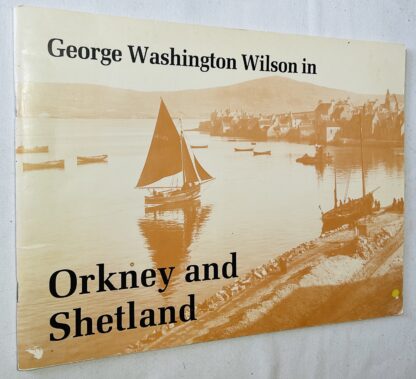 George Washington Wilson in
Orkney and
Shetland